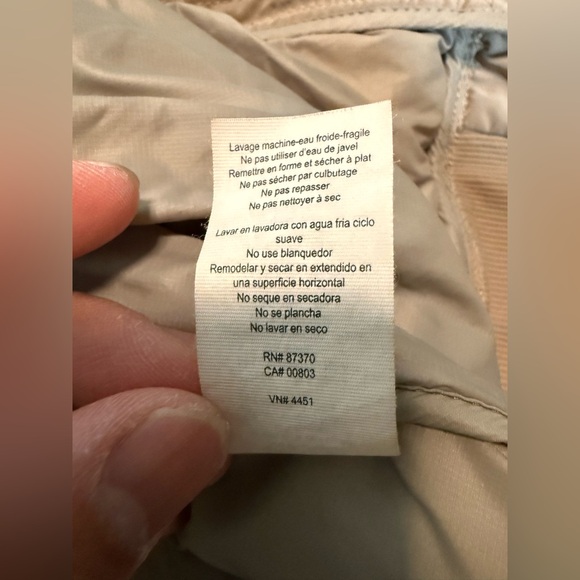 Lavage machine-eau froide-fragile
Ne pas utiliser d'eau de javel
Remettre en forme et sécher à plat
Ne pas sécher par culbutage
Ne pas repasser
Ne pas nettoyer à sec
Lavar en lavadora con agua fria ciclo
suave
No use blanquedor
Remodelar y secar en extendido en
una superficie horizontal
No seque en secadora
No se plancha
No lavar en seco
RN# 87370
CA# 00803
VN# 4451